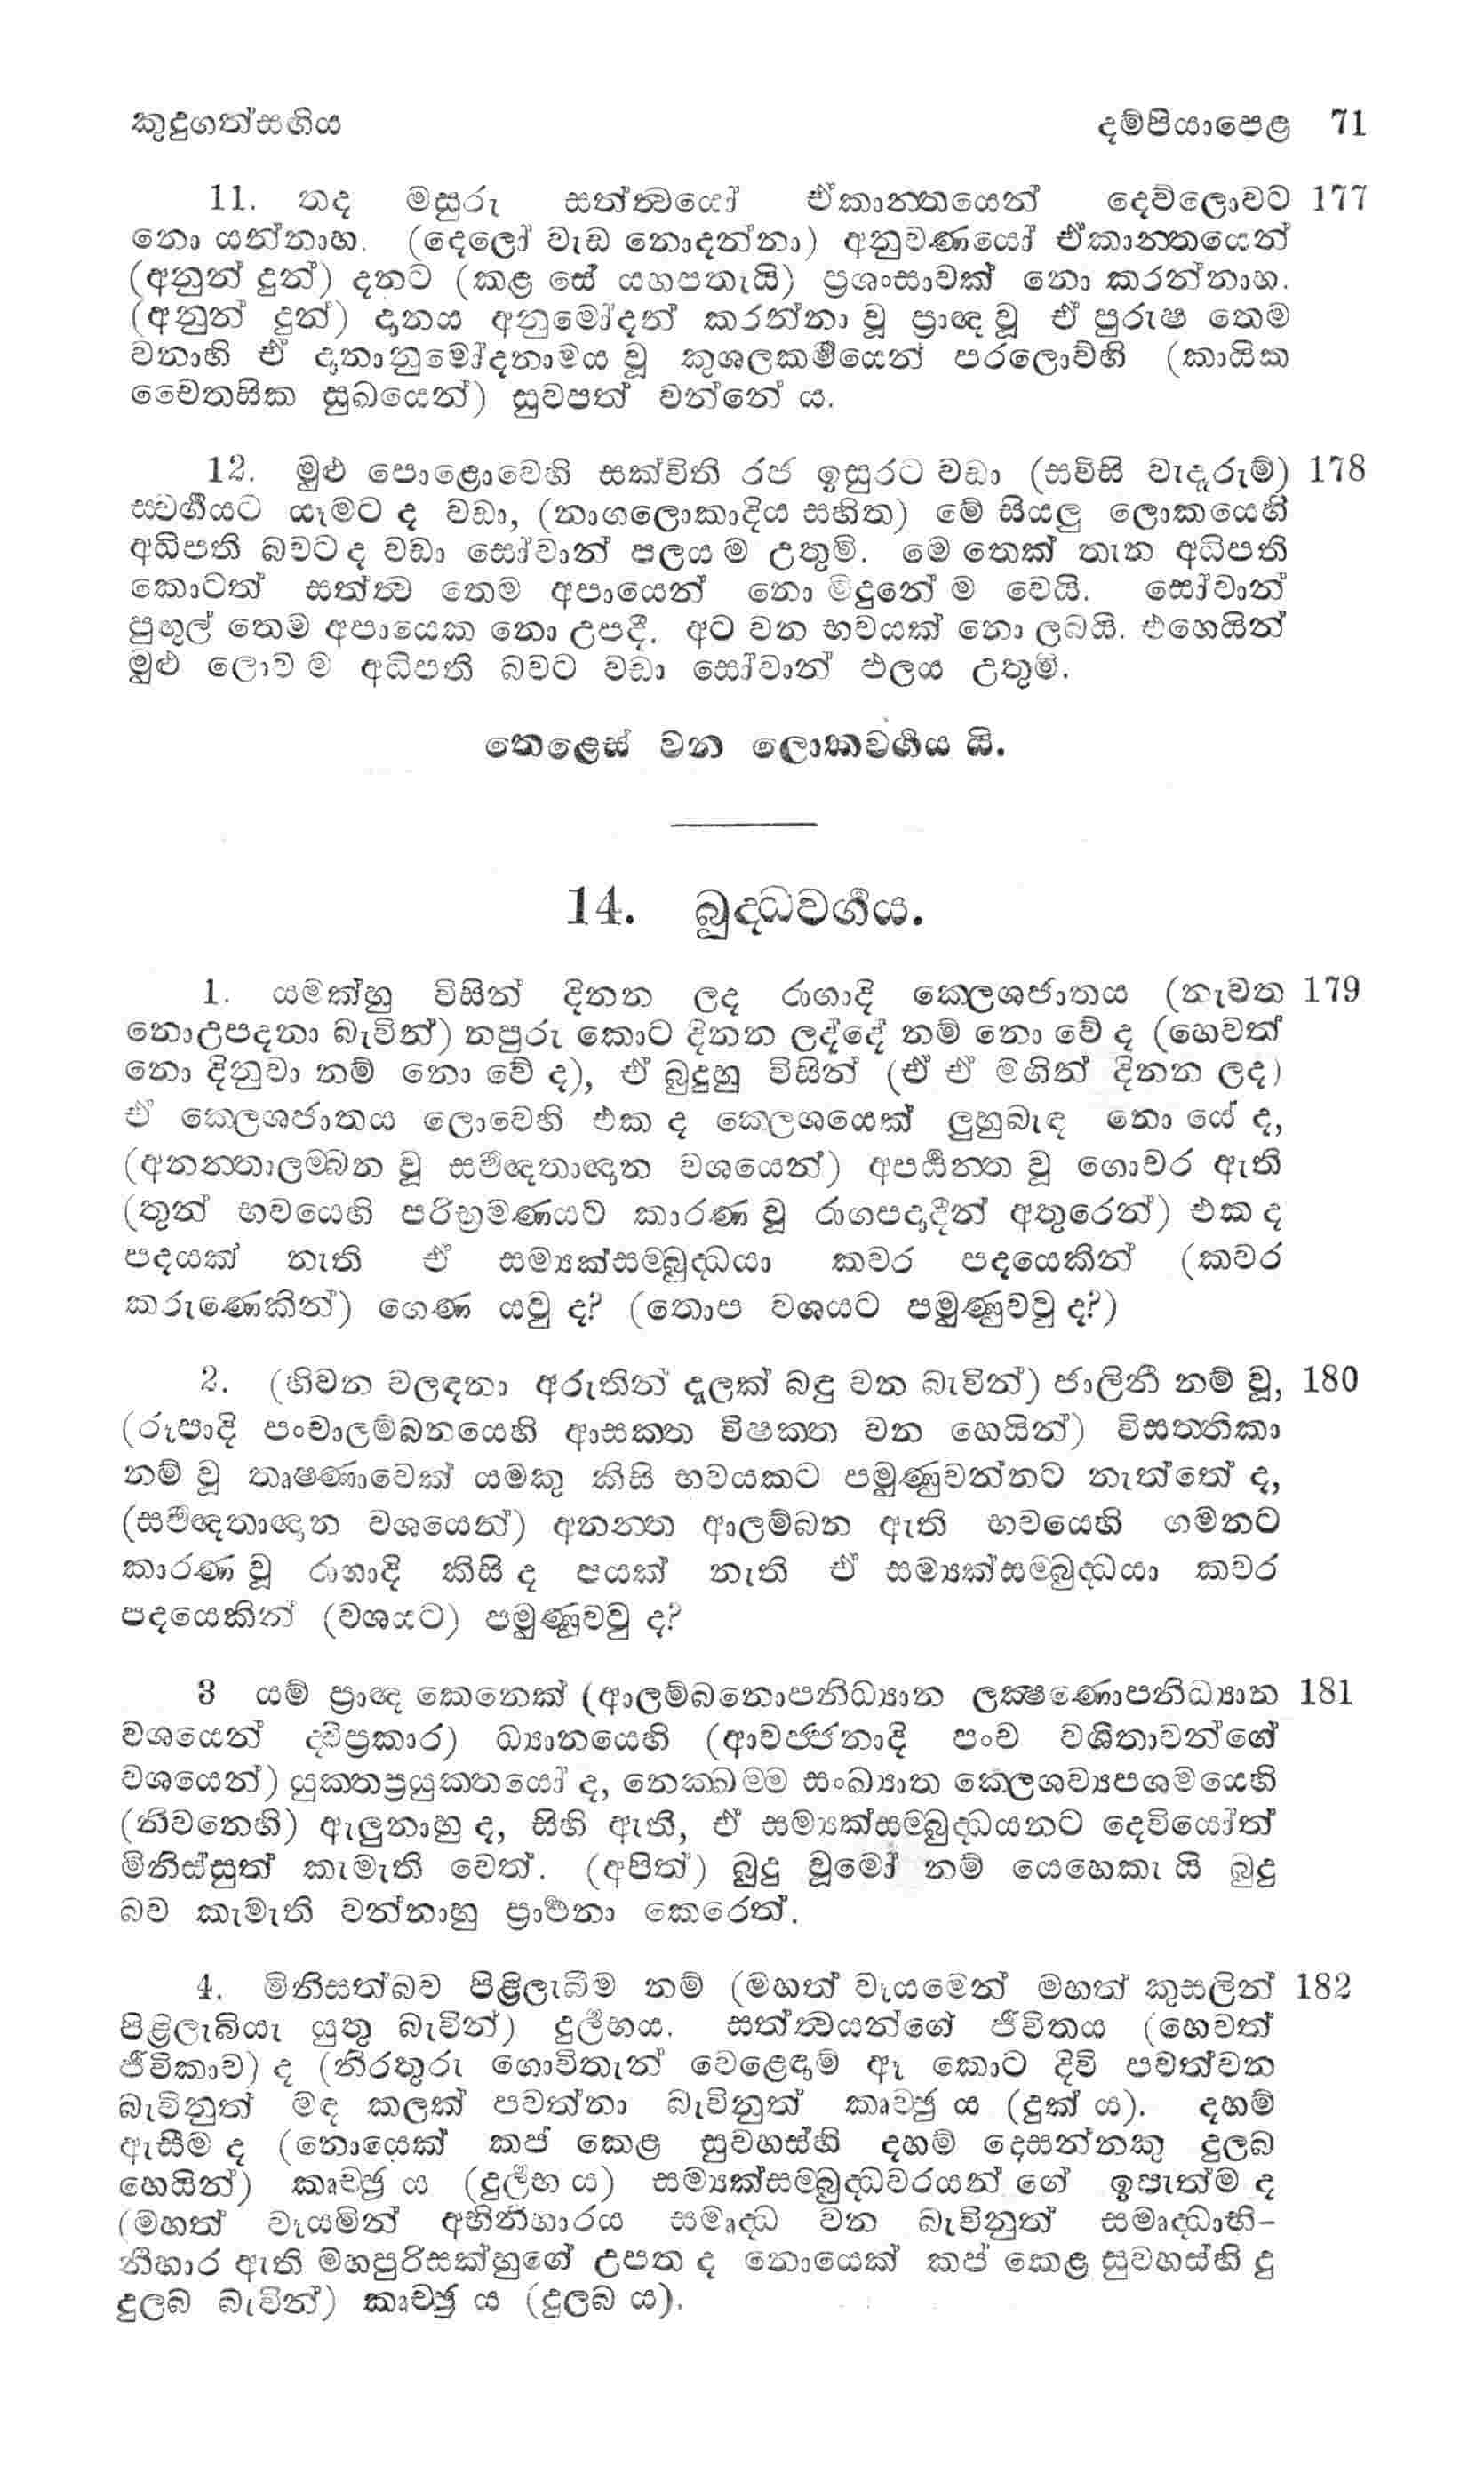 කුදුගත්සඟිය දම්පියාපෙළ 71
11. තද මසුරු සත්ත්‍වයෝ ඒකාන්තයෙන් දෙව්ලොවට 177
නො යන්නාහ. (දෙලෝ වැඩ නොදන්නා) අනුවණයෝ ඒකාන්තයෙන්
(අනුන් දුන්) දනට (කළ සේ යහපතැයි) ප්‍රශංසාවක් නො කරන්නාහ.
(අනුන් දුන්) දානය අනුමෝදන් කරන්නා වූ ප්‍රාඥ වූ ඒ පුරුෂ තෙම
වනාහි ඒ දානානුමෝදනාමය වූ කුශලකර්‍මයෙන් පරලොව්හි (කායික
චෛතසික සුඛයෙන්) සුවපත් වන්නේ ය.
12. මුළු පොළොවෙහි සක්විති රජ ඉසුරට වඩා (සවිසි වැදෑරුම්) 178
ස්වර්‍ගයට යෑමට ද වඩා, (නාගලොකාදිය සහිත) මේ සියලු ලොකයෙහි
අධිපති බවට ද වඩා සෝවාන් පලය ම උතුම්. මෙ තෙක් තැන අධිපති
කොටත් සත්ත්‍ව තෙම අපායෙන් නො මිදුනේ ම වෙයි. සෝවාන්
පුඟුල් තෙම අපායෙක නො උපදී. අට වන භවයක් නො ලබයි. එහෙයින්
මුළු ලොව ම අධිපති බවට වඩා සෝවාන් ඵලය උතුම්.
තෙළෙස් වන ලොකවර්‍ගය යි.
14. බුද්ධවර්‍ගය.
1. යමක්හු විසින් දිනන ලද රාගාදි ක්ලෙශජාතය (නැවත 179
නොඋපදනා බැවින්) නපුරු කොට දිනන ලද්දේ නම් නො වේ ද (හෙවත්
නො දිනුවා නම් නො වේ ද), ඒ බුදුහු විසින් (ඒ ඒ මගින් දිනන ලද)
ඒ ක්ලෙශජාතය ලොවෙහි එක ද ක්ලෙශයෙක් ලුහුබැඳ නො යේ ද,
(අනන්තාලම්බන වූ සර්‍වඥතාඥාන වශයෙන්) අපර්‍ය්‍යන්ත වූ ගොචර ඇති
(තුන් භවයෙහි පරිභ්‍රමණයට කාරණ වූ රාගපදාදීන් අතුරෙන්) එක ද
පදයක් නැති ඒ සම්‍යක්සම්බුද්ධයා කවර පදයෙකින් (කවර
කරුණෙකින්) ගෙණ යවු ද? (තොප වශයට පමුණුවවු ද?)
2. (හිවන වලඳනා අරුතින් දැලක් බඳු වන බැවින්) ජාලිනී නම් වූ, 180
(රූපාදි පංචාලම්බනයෙහි ආසක්ත විෂක්ත වන හෙයින්) විසත්තිකා
නම් වූ තෘෂ්ණාවෙක් යමකු කිසි භවයකට පමුණුවන්නට නැත්තේ ද,
(සර්‍වඥතාඥාන වශයෙන්) අනන්ත ආලම්බන ඇති භවයෙහි ගමනට
කාරණ වූ රාගාදි කිසි ද පයක් නැති ඒ සම්‍යක්සම්බුද්ධයා කවර
පදයෙකින් (වශයට) පමුණුවවු ද?
3 යම් ප්‍රාඥ කෙනෙක් (ආලම්බනොපනිධ්‍යාන ලක්ෂණොපනිධ්‍යාන 181
වශයෙන් ද්විප්‍රකාර) ධ්‍යානයෙහි (ආවර්ජනාදි පංච වශීතාවන්ගේ
වශයෙන්) යුක්තප්‍රයුක්තයෝ ද, නෙක්ඛම්ම සංඛ්‍යාත ක්ලෙශව්‍යපශමයෙහි
(නිවනෙහි) ඇලුනාහු ද, සිහි ඇති, ඒ සම්‍යක්සම්බුද්ධයනට දෙවියෝත්
මිනිස්සුත් කැමැති වෙත්. (අපිත්) බුදු වූමෝ නම් යෙහෙකැ යි බුදු
බව කැමැති වන්නාහු ප්‍රාර්‍ථනා කෙරෙත්.
4. මිනිසත්බව පිළිලැබීම නම් (මහත් වැයමෙන් මහත් කුසලින් 182
පිළිලැබියැ යුතු බැවින්) දුර්‍ලභය. සත්ත්‍වයන්ගේ ජීවිතය (හෙවත්
ජීවිකාව) ද (නිරතුරු ගොවිතැන් වෙළෙඳාම් ඈ කොට දිවි පවත්වන
බැවිනුත් මඳ කලක් පවත්නා බැවිනුත් කෘච්ඡ්‍ර ය (දුක් ය). දහම්
ඇසීම ද (නොයෙක් කප් කෙළ සුවහස්හි දහම් දෙසන්නකු දුලබ
හෙයින්) කෘච්ඡ්‍ර ය (දුර්‍ලභ ය) සම්‍යක්සම්බුද්ධවරයන් ගේ ඉපැත්ම ද
(මහත් වෑයමින් අභිනීහාරය සමෘද්ධ වන බැවිනුත් සමෘද්ධාභි-
නීහාර ඇති මහපුරිසක්හුගේ උපත ද නොයෙක් කප් කෙළ සුවහස්හි දු
දුලබ බැවින්) කෘච්ඡ්‍ර ය (දුලබ ය).